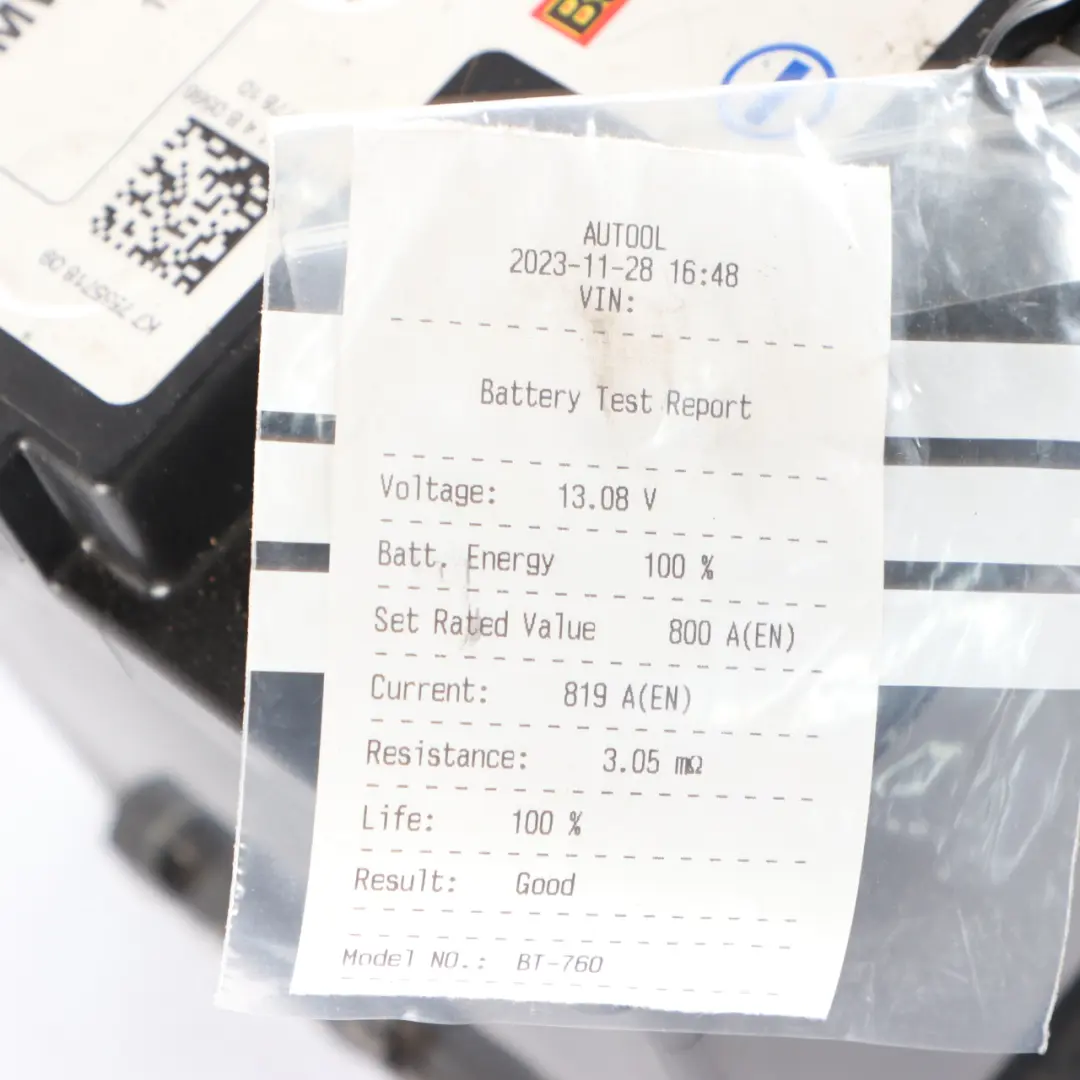 AUTOOL
2023-11-28 16:48
VIN:
Battery Test Report
Voltage: 13.08 V
Batt. Energy 100 %
Set Rated Value 800 A(EN)
Current: 819 A(EN)
Resistance: 3.05 mΩ
Life: 100 %
Result: Good
Model NO.: BT-760